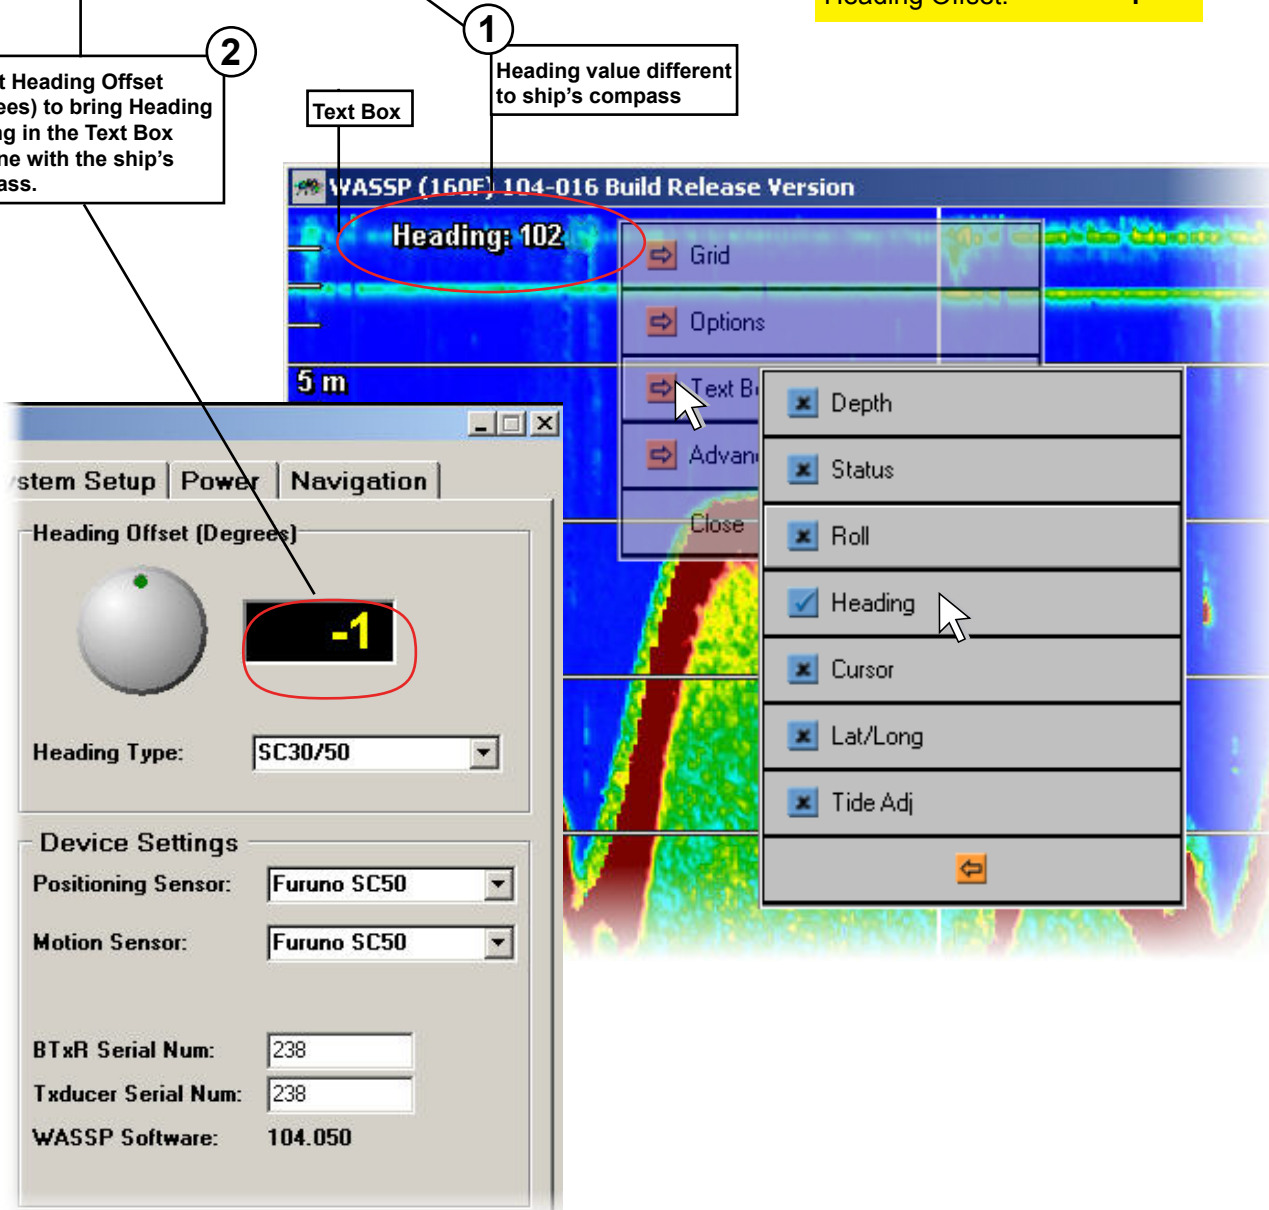 Heading Offset:
1
Heading value different
to ship's compass
2
t Heading Offset
ees) to bring Heading
ng in the Text Box
ne with the ship's
ass.
Text Box
WASSP (160F) 104-016 Build Release Version
Heading: 102
Grid
Options
5 m
Text B
Advan
Close
Depth
Status
Roll
Heading
Cursor
Lat/Long
Tide Adj
stem Setup
Power
Navigation
Heading Offset (Degrees)
-1
Heading Type: SC30/50
Device Settings
Positioning Sensor: Furuno SC50
Motion Sensor: Furuno SC50
BTxR Serial Num: 238
Txducer Serial Num: 238
WASSP Software: 104.050